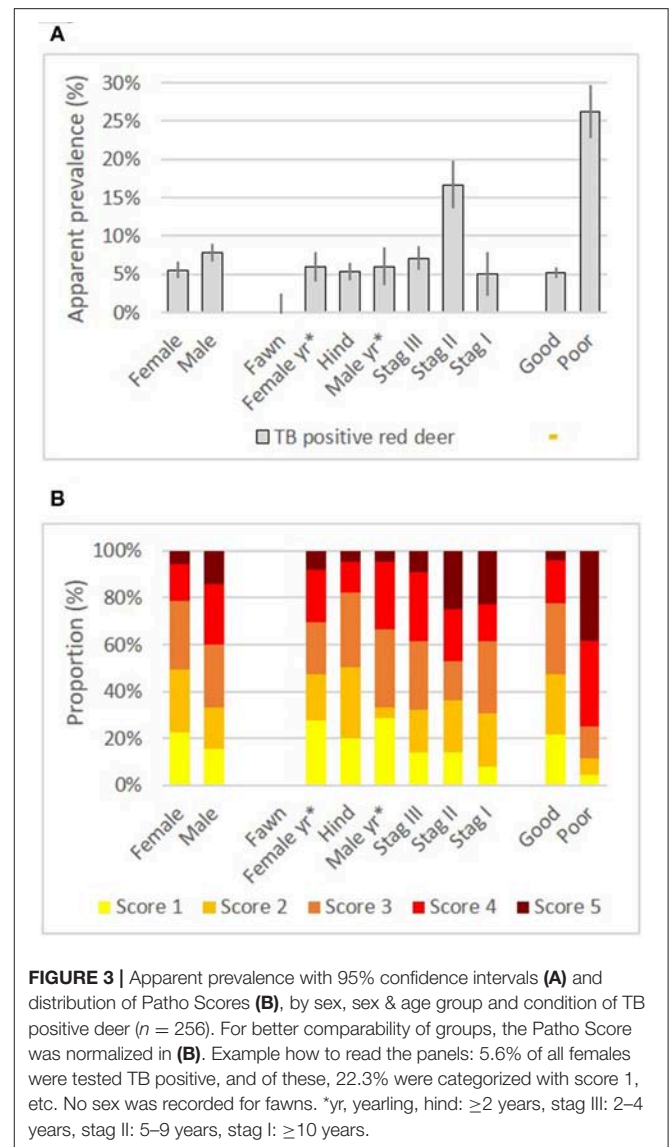 A
30%
25%
20%
15%
10%
5%
0%
Apparent prevalence (%)
Female
Male
Fawn
Female yr*
Hind
Male yr*
Stag III
Stag II
Stag I
Good
Poor
TB positive red deer
B
100%
80%
60%
40%
20%
0%
Proportion (%)
Female
Male
Fawn
Female yr*
Hind
Male yr*
Stag III
Stag II
Stag I
Good
Poor
Score 1 Score 2 Score 3 Score 4 Score 5
FIGURE 3 | Apparent prevalence with 95% confidence intervals (A) and
distribution of Patho Scores (B), by sex, sex & age group and condition of TB
positive deer (n = 256). For better comparability of groups, the Patho Score
was normalized in (B). Example how to read the panels: 5.6% of all females
were tested TB positive, and of these, 22.3% were categorized with score 1,
etc. No sex was recorded for fawns. *yr, yearling, hind: ≥2 years, stag III: 2–4
years, stag II: 5–9 years, stag I: ≥10 years.